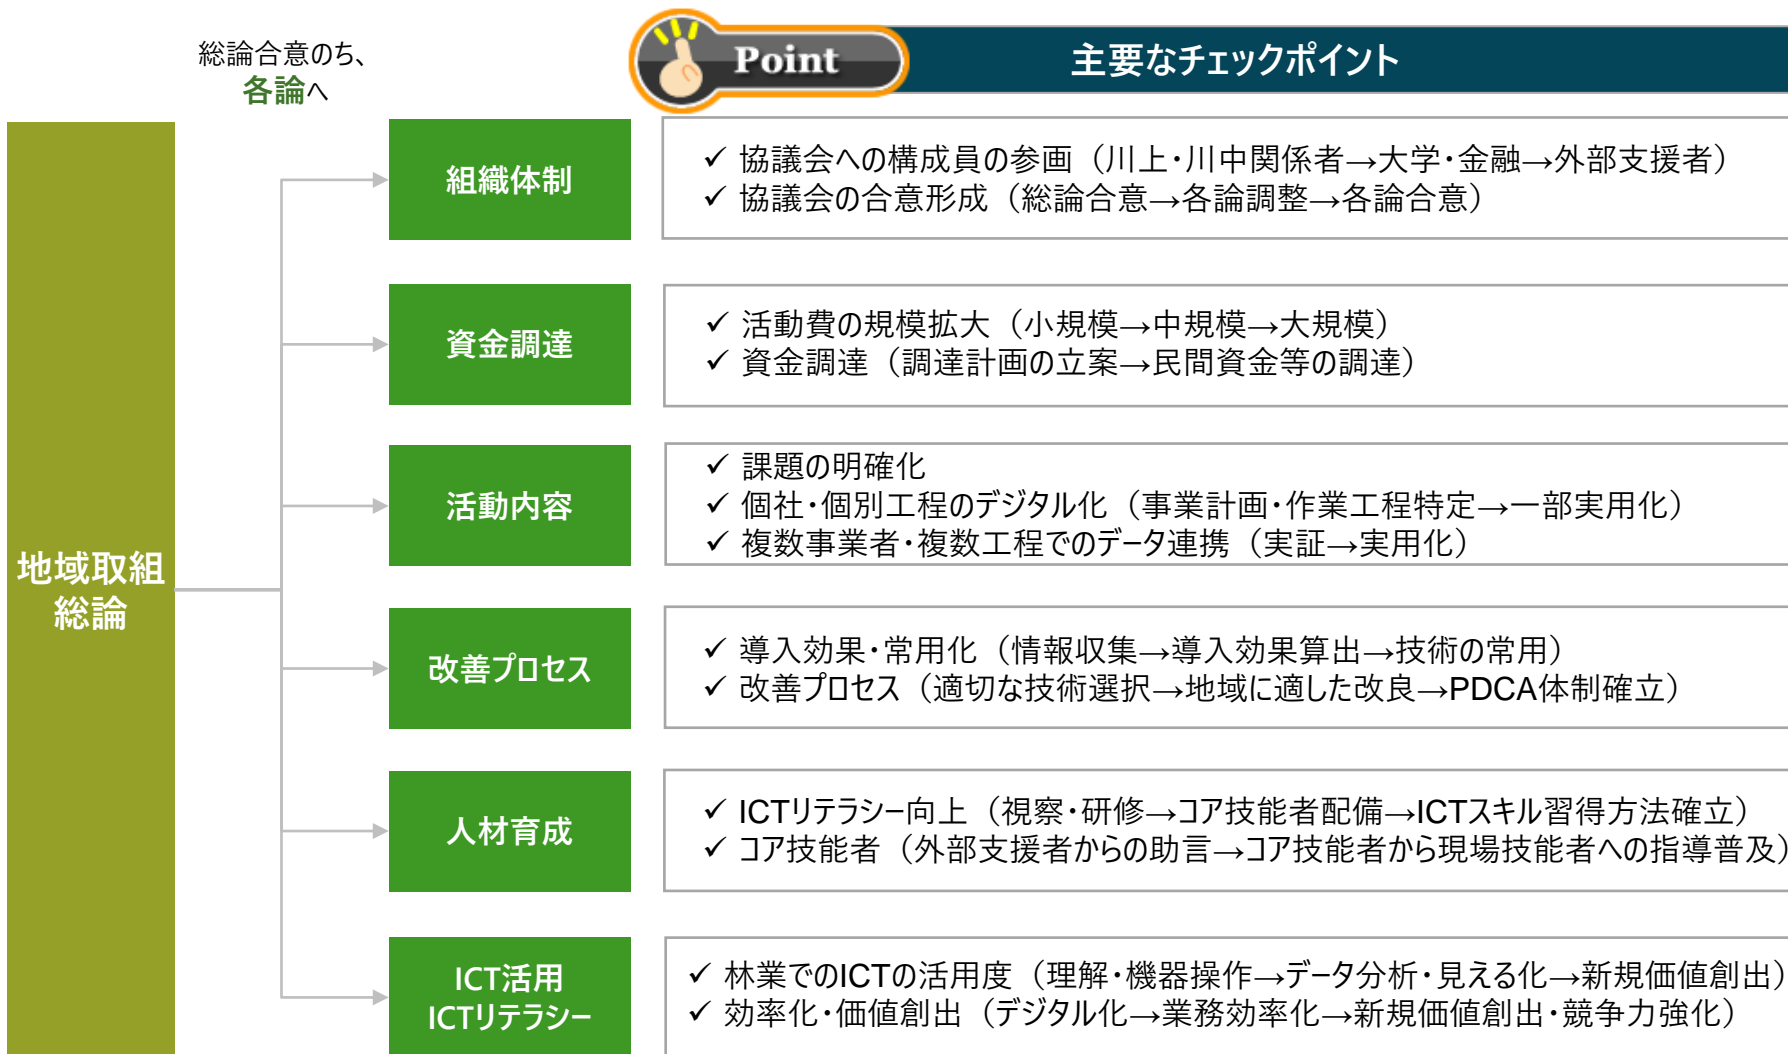 総論合意のち、
各論へ
Point
主要なチェックポイント
地域取組
総論
組織体制
✓ 協議会への構成員の参画（川上・川中関係者→大学・金融→外部支援者）
✓ 協議会の合意形成（総論合意→各論調整→各論合意）
資金調達
✓ 活動費の規模拡大（小規模→中規模→大規模）
✓ 資金調達（調達計画の立案→民間資金等の調達）
活動内容
✓ 課題の明確化
✓ 個社・個別工程のデジタル化（事業計画・作業工程特定→一部実用化）
✓ 複数事業者・複数工程でのデータ連携（実証→実用化）
改善プロセス
✓ 導入効果・常用化（情報収集→導入効果算出→技術の常用）
✓ 改善プロセス（適切な技術選択→地域に適した改良→PDCA体制確立）
人材育成
✓ ICTリテラシー向上（視察・研修→コア技能者配備→ICTスキル習得方法確立）
✓ コア技能者（外部支援者からの助言→コア技能者から現場技能者への指導普及）
ICT活用
ICTリテラシー
✓ 林業でのICTの活用度（理解・機器操作→データ分析・見える化→新規価値創出）
✓ 効率化・価値創出（デジタル化→業務効率化→新規価値創出・競争力強化）